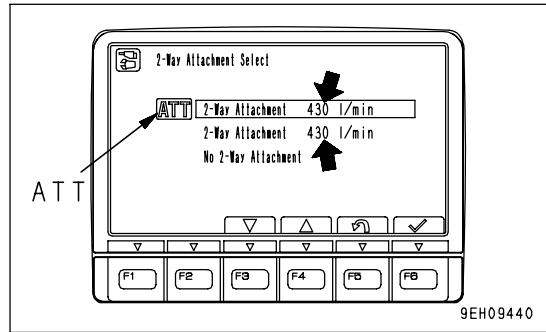 2-Way Attachment Select
ATT 2-Way Attachment 430 l/min
2-Way Attachment 430 l/min
No 2-Way Attachment
ATT
F1 F2 F3 F4 F5 F6
9EH09440